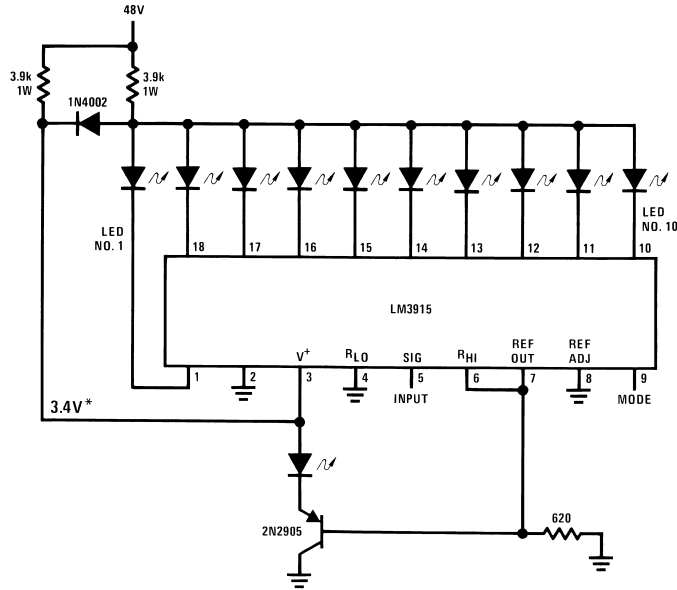 48V
3.9k
1W
3.9k
1W
1N4002
LED
NO. 1
LED
NO. 10
18
17
16
15
14
13
12
11
10
LM3915
V+
RLO
SIG
RHI
REF
OUT
REF
ADJ
1
2
3
4
5
6
7
8
9
INPUT
MODE
3.4V*
2N2905
620